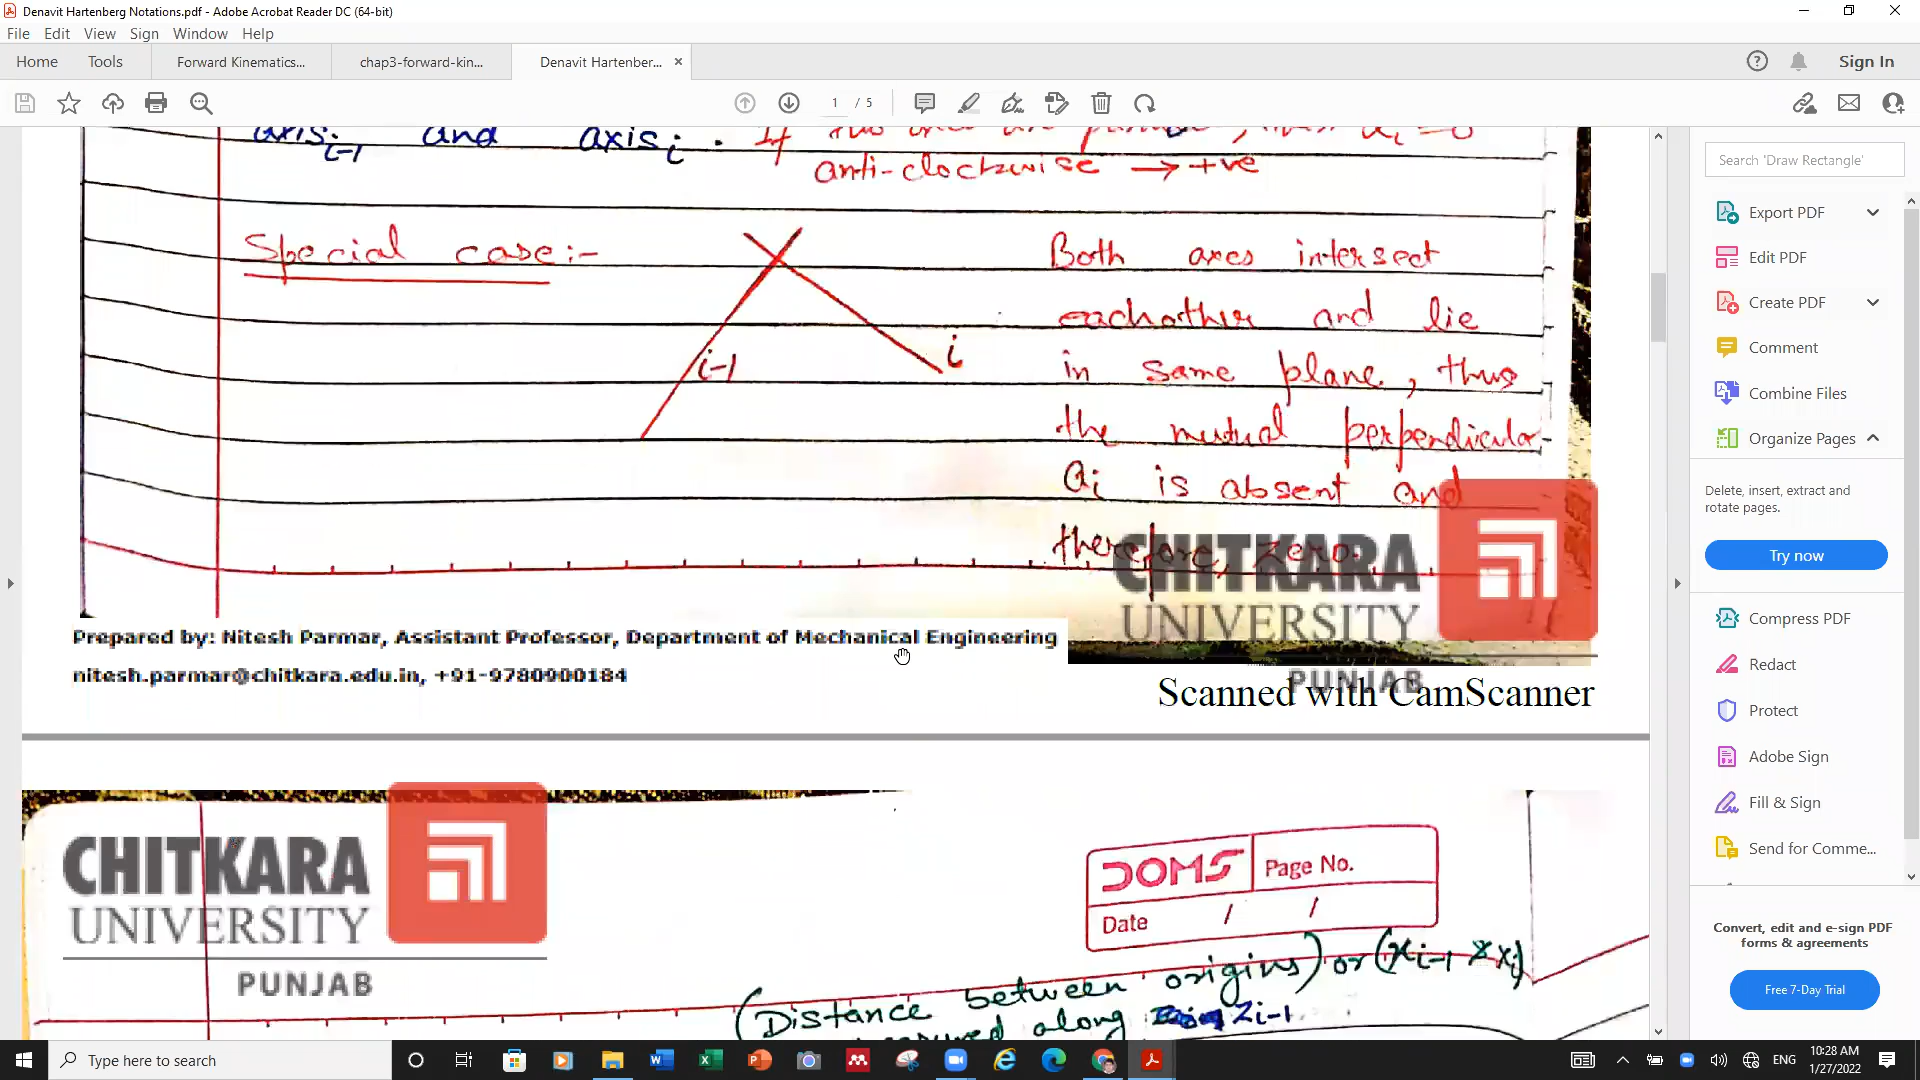 Denavit Hartenberg Notations.pdf - Adobe Acrobat Reader DC (64-bit)
File Edit View Sign Window Help
Home Tools Forward Kinematics... chap3-forward-kin... Denavit Hartenber... ×
Sign In
1 / 5
axis i-1 and axis i . If two axes are
anti-clockwise → +ve
Special case:-
i-1
i
Both axes intersect
eachother and lie
in same plane, thus
the mutual perpendicular
ai is absent and
therefore, zero.
CHITKARA
UNIVERSITY
PUNJAB
Prepared by: Nitesh Parmar, Assistant Professor, Department of Mechanical Engineering
nitesh.parmar@chitkara.edu.in, +91-9780900184
Scanned with CamScanner
CHITKARA
UNIVERSITY
PUNJAB
DOMS Page No.
Date / /
(Distance between origins) or (xi-1 & xi)
along Zi-1.
Search 'Draw Rectangle'
Export PDF
Edit PDF
Create PDF
Comment
Combine Files
Organize Pages
Delete, insert, extract and
rotate pages.
Try now
Compress PDF
Redact
Protect
Adobe Sign
Fill & Sign
Send for Comme...
Convert, edit and e-sign PDF
forms & agreements
Free 7-Day Trial
Type here to search
ENG
10:28 AM
1/27/2022